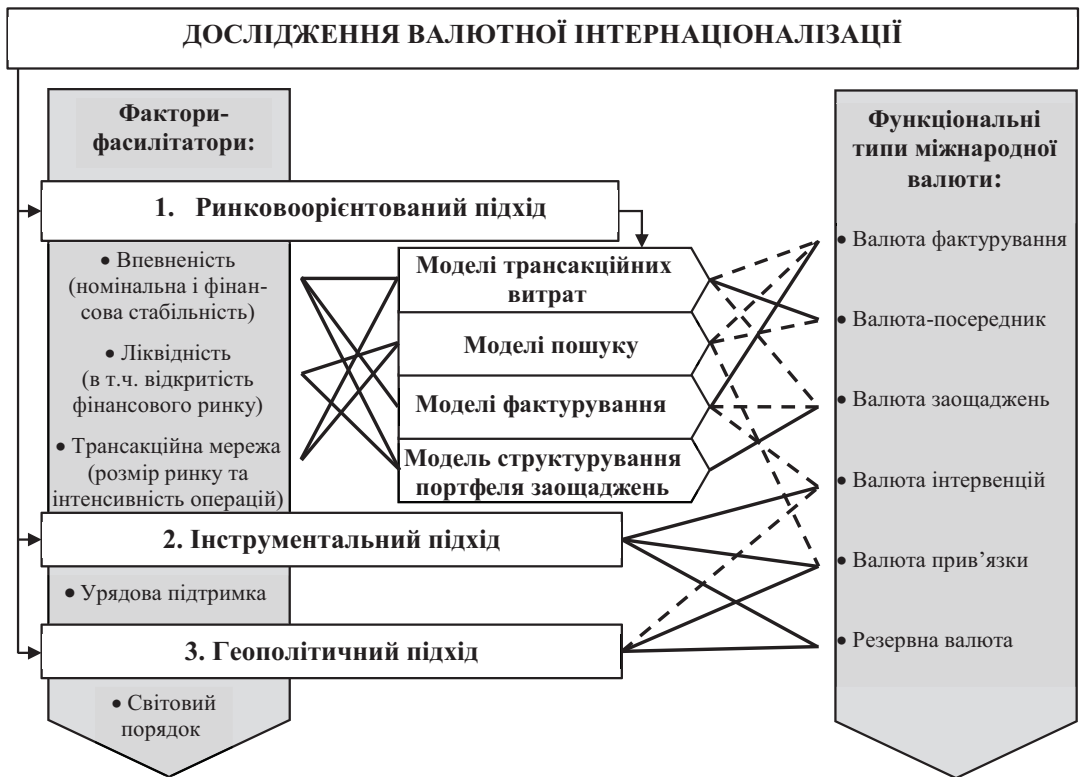 ДОСЛІДЖЕННЯ ВАЛЮТНОЇ ІНТЕРНАЦІОНАЛІЗАЦІЇ
Фактори-
фасилітатори:
1. Ринковоорієнтований підхід
• Впевненість
(номінальна і фінан-
сова стабільність)
• Ліквідність
(в т.ч. відкритість
фінансового ринку)
• Трансакційна мережа
(розмір ринку та
інтенсивність операцій)
2. Інструментальний підхід
• Урядова підтримка
3. Геополітичний підхід
• Світовий
порядок
Моделі трансакційних
витрат
Моделі пошуку
Моделі фактурування
Модель структурування
портфеля заощаджень
Функціональні
типи міжнародної
валюти:
• Валюта фактурування
• Валюта-посередник
• Валюта заощаджень
• Валюта інтервенцій
• Валюта прив’язки
• Резервна валюта